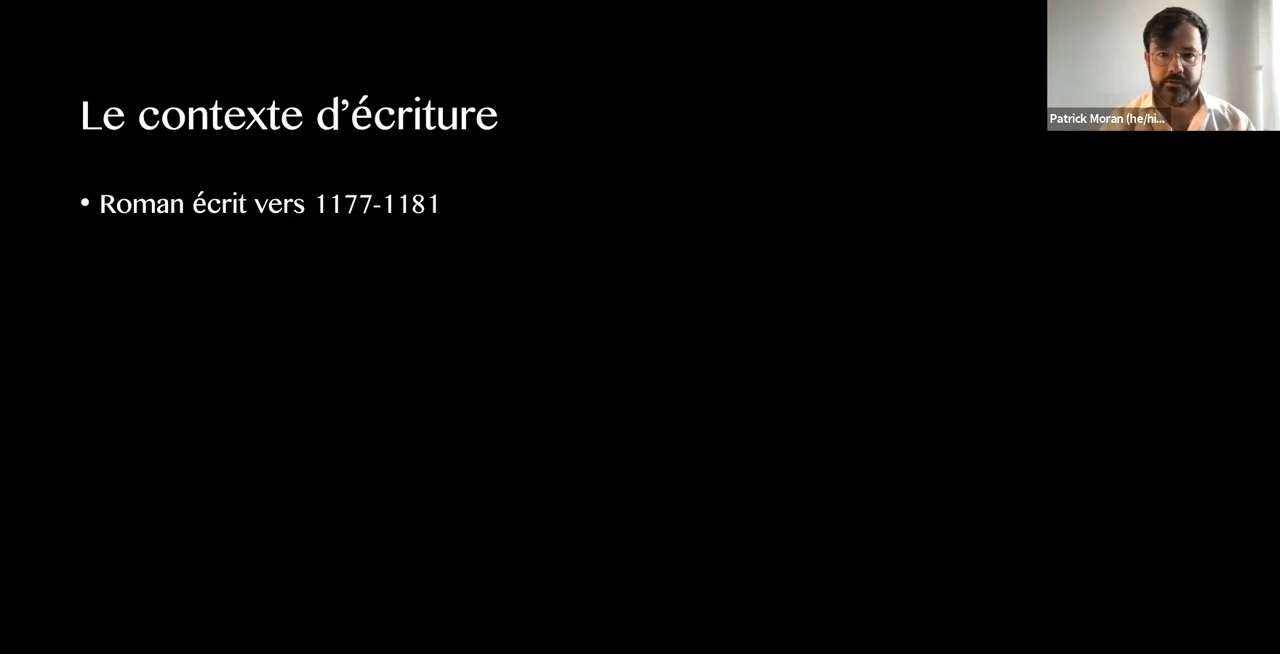 Le contexte d’écriture
• Roman écrit vers 1177-1181
Patrick Moran (he/hi...